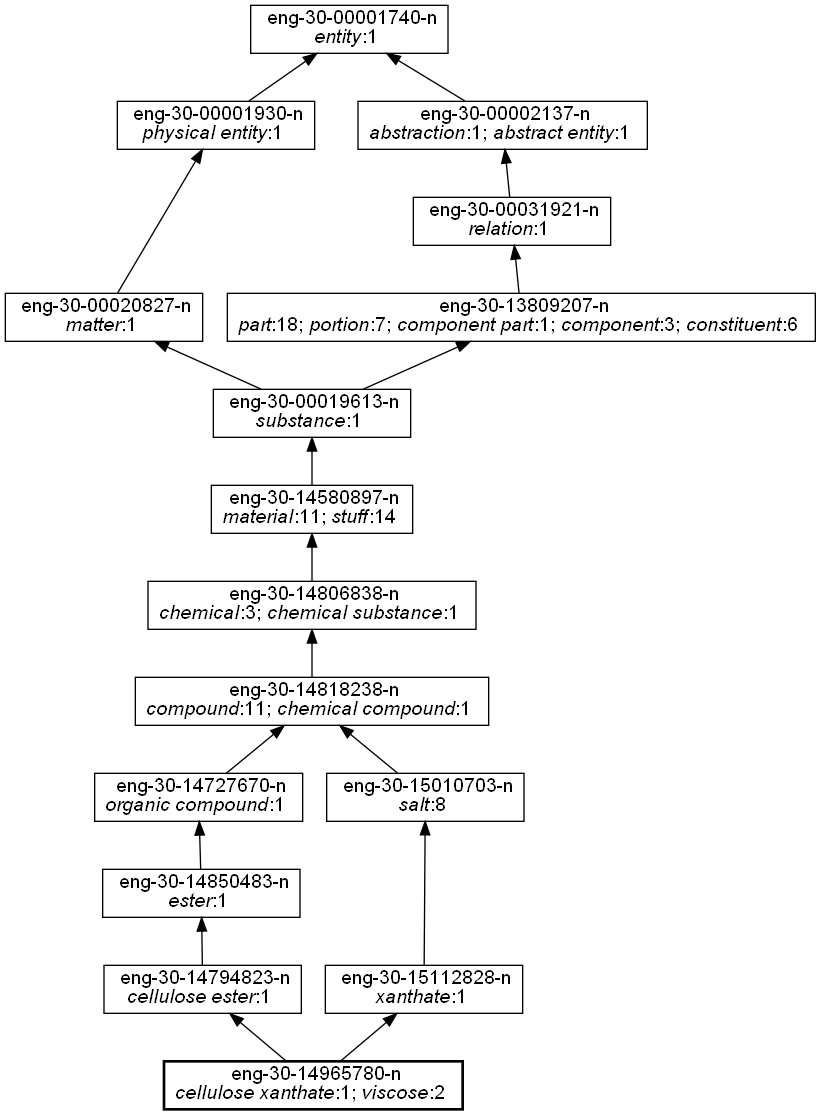 eng-30-00001740-n
entity:1
eng-30-00001930-n
physical entity:1
eng-30-00002137-n
abstraction:1; abstract entity:1
eng-30-00031921-n
relation:1
eng-30-00020827-n
matter:1
eng-30-13809207-n
part:18; portion:7; component part:1; component:3; constituent:6
eng-30-00019613-n
substance:1
eng-30-14580897-n
material:11; stuff:14
eng-30-14806838-n
chemical:3; chemical substance:1
eng-30-14818238-n
compound:11; chemical compound:1
eng-30-14727670-n
organic compound:1
eng-30-15010703-n
salt:8
eng-30-14850483-n
ester:1
eng-30-14794823-n
cellulose ester:1
eng-30-15112828-n
xanthate:1
eng-30-14965780-n
cellulose xanthate:1; viscose:2